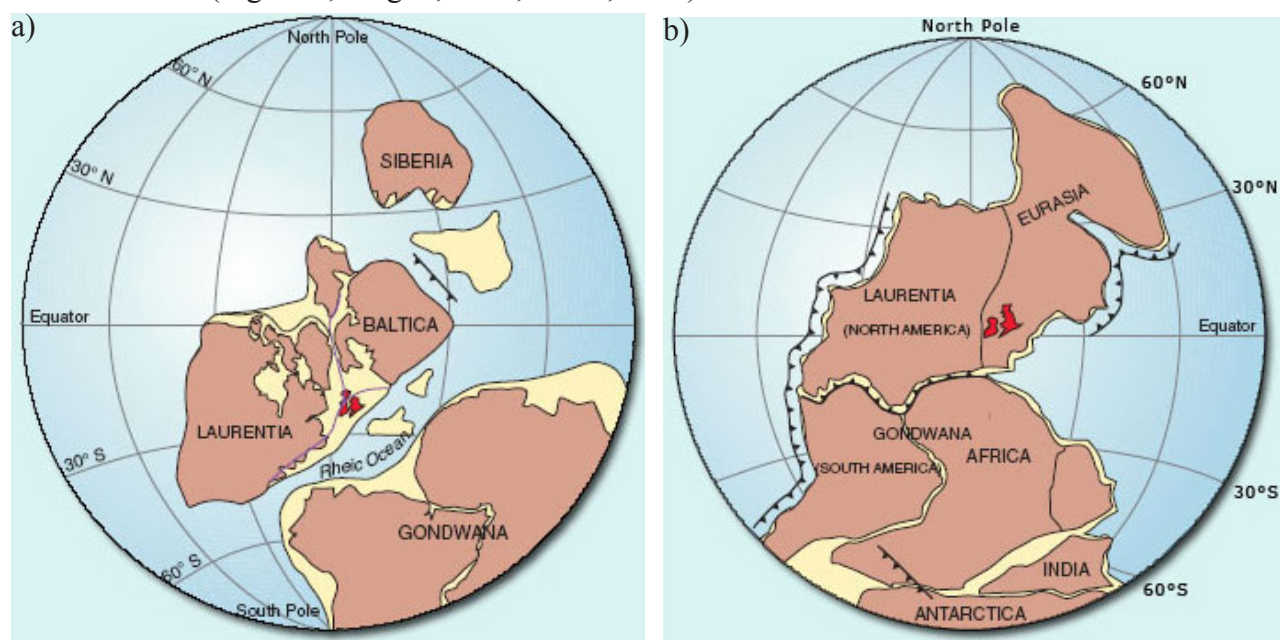 a)
North Pole
60° N
SIBERIA
30° N
Equator
BALTICA
LAURENTIA
30° S
Rheic Ocean
GONDWANA
60° S
South Pole
b)
North Pole
60°N
30°N
EURASIA
LAURENTIA
(NORTH AMERICA)
Equator
GONDWANA
AFRICA
(SOUTH AMERICA)
30°S
INDIA
60°S
ANTARCTICA